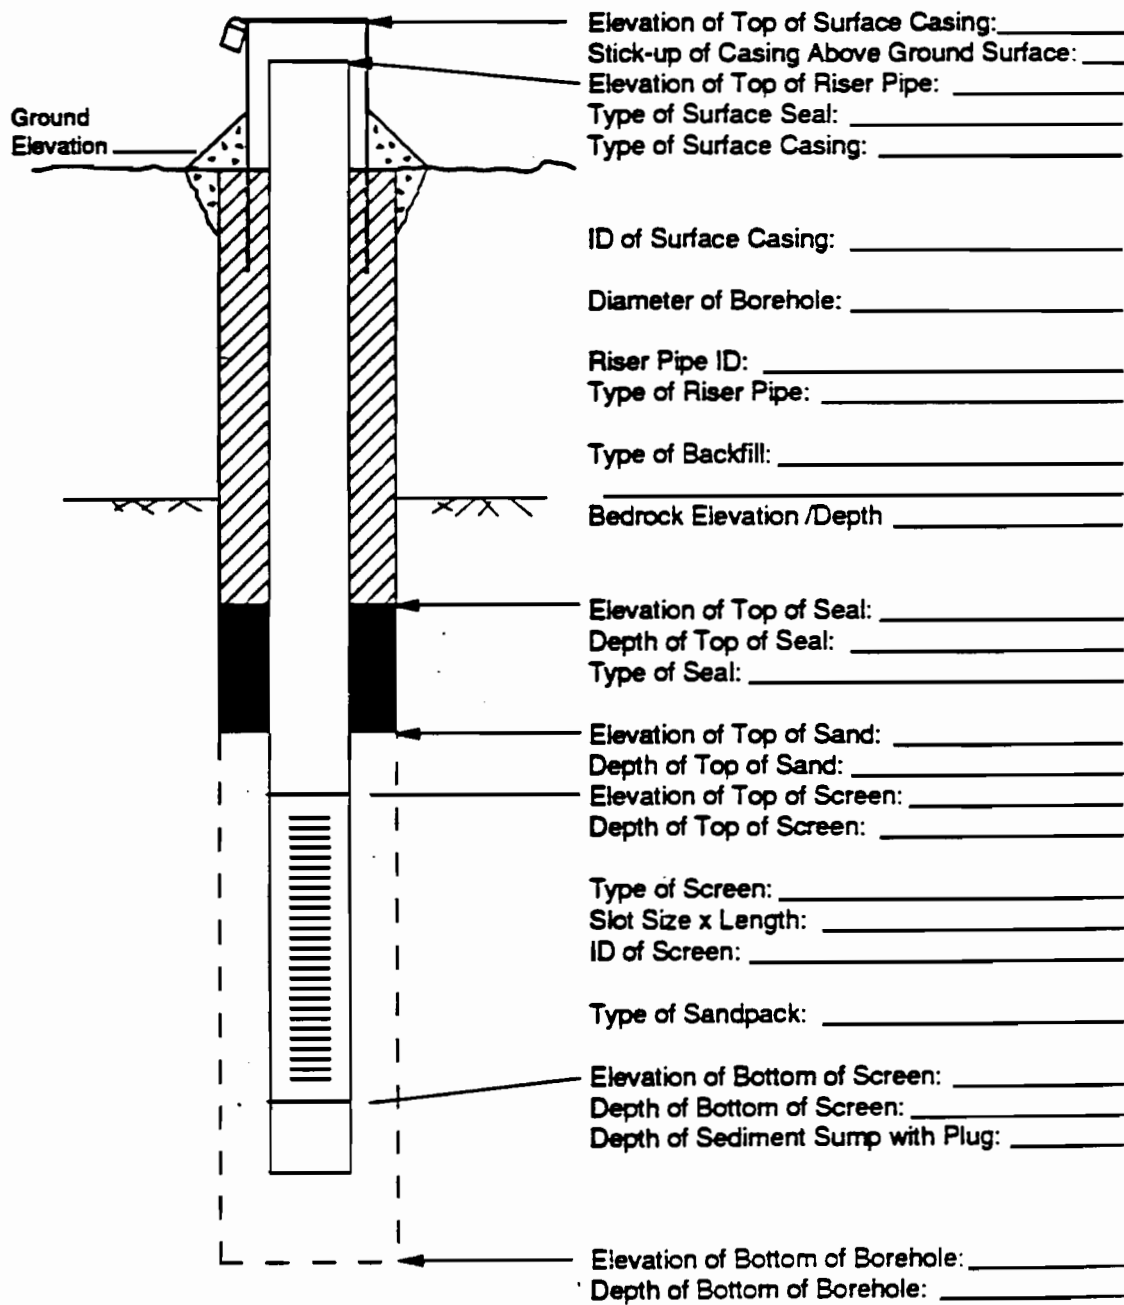 Elevation of Top of Surface Casing:
Stick-up of Casing Above Ground Surface:
Elevation of Top of Riser Pipe:
Type of Surface Seal:
Type of Surface Casing:
Ground
Elevation
ID of Surface Casing:
Diameter of Borehole:
Riser Pipe ID:
Type of Riser Pipe:
Type of Backfill:
Bedrock Elevation /Depth
Elevation of Top of Seal:
Depth of Top of Seal:
Type of Seal:
Elevation of Top of Sand:
Depth of Top of Sand:
Elevation of Top of Screen:
Depth of Top of Screen:
Type of Screen:
Slot Size x Length:
ID of Screen:
Type of Sandpack:
Elevation of Bottom of Screen:
Depth of Bottom of Screen:
Depth of Sediment Sump with Plug:
Elevation of Bottom of Borehole:
Depth of Bottom of Borehole: